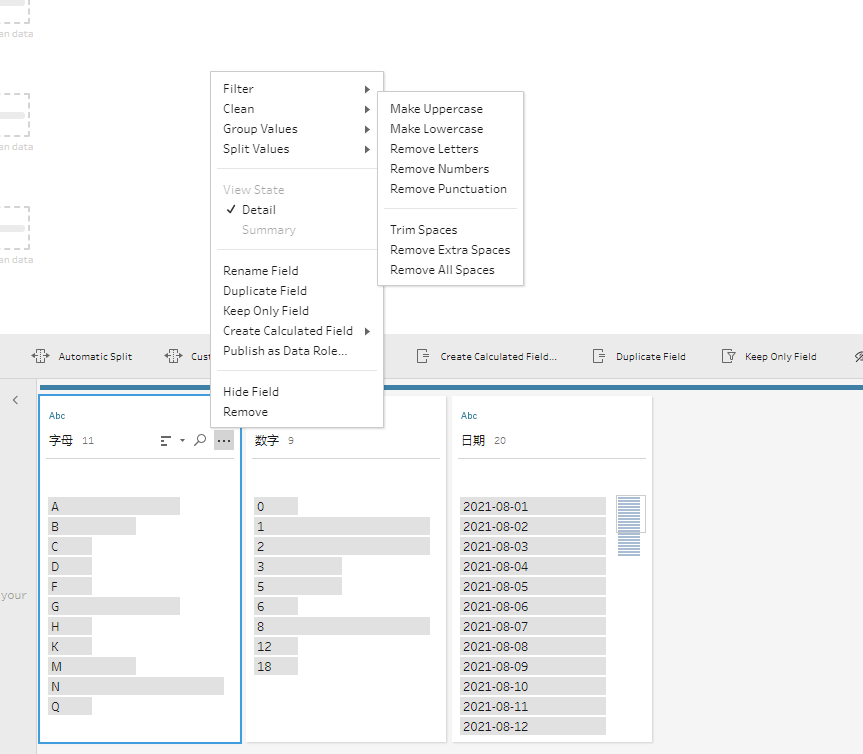 an data
an data
an data
Filter
Clean
Group Values
Split Values
View State
Detail
Summary
Rename Field
Duplicate Field
Keep Only Field
Create Calculated Field
Publish as Data Role...
Hide Field
Remove
Make Uppercase
Make Lowercase
Remove Letters
Remove Numbers
Remove Punctuation
Trim Spaces
Remove Extra Spaces
Remove All Spaces
Automatic Split
Cust
Create Calculated Field...
Duplicate Field
Keep Only Field
your
Abc
字母 11
A
B
C
D
F
G
H
K
M
N
Q
数字 9
0
1
2
3
5
6
8
12
18
Abc
日期 20
2021-08-01
2021-08-02
2021-08-03
2021-08-04
2021-08-05
2021-08-06
2021-08-07
2021-08-08
2021-08-09
2021-08-10
2021-08-11
2021-08-12